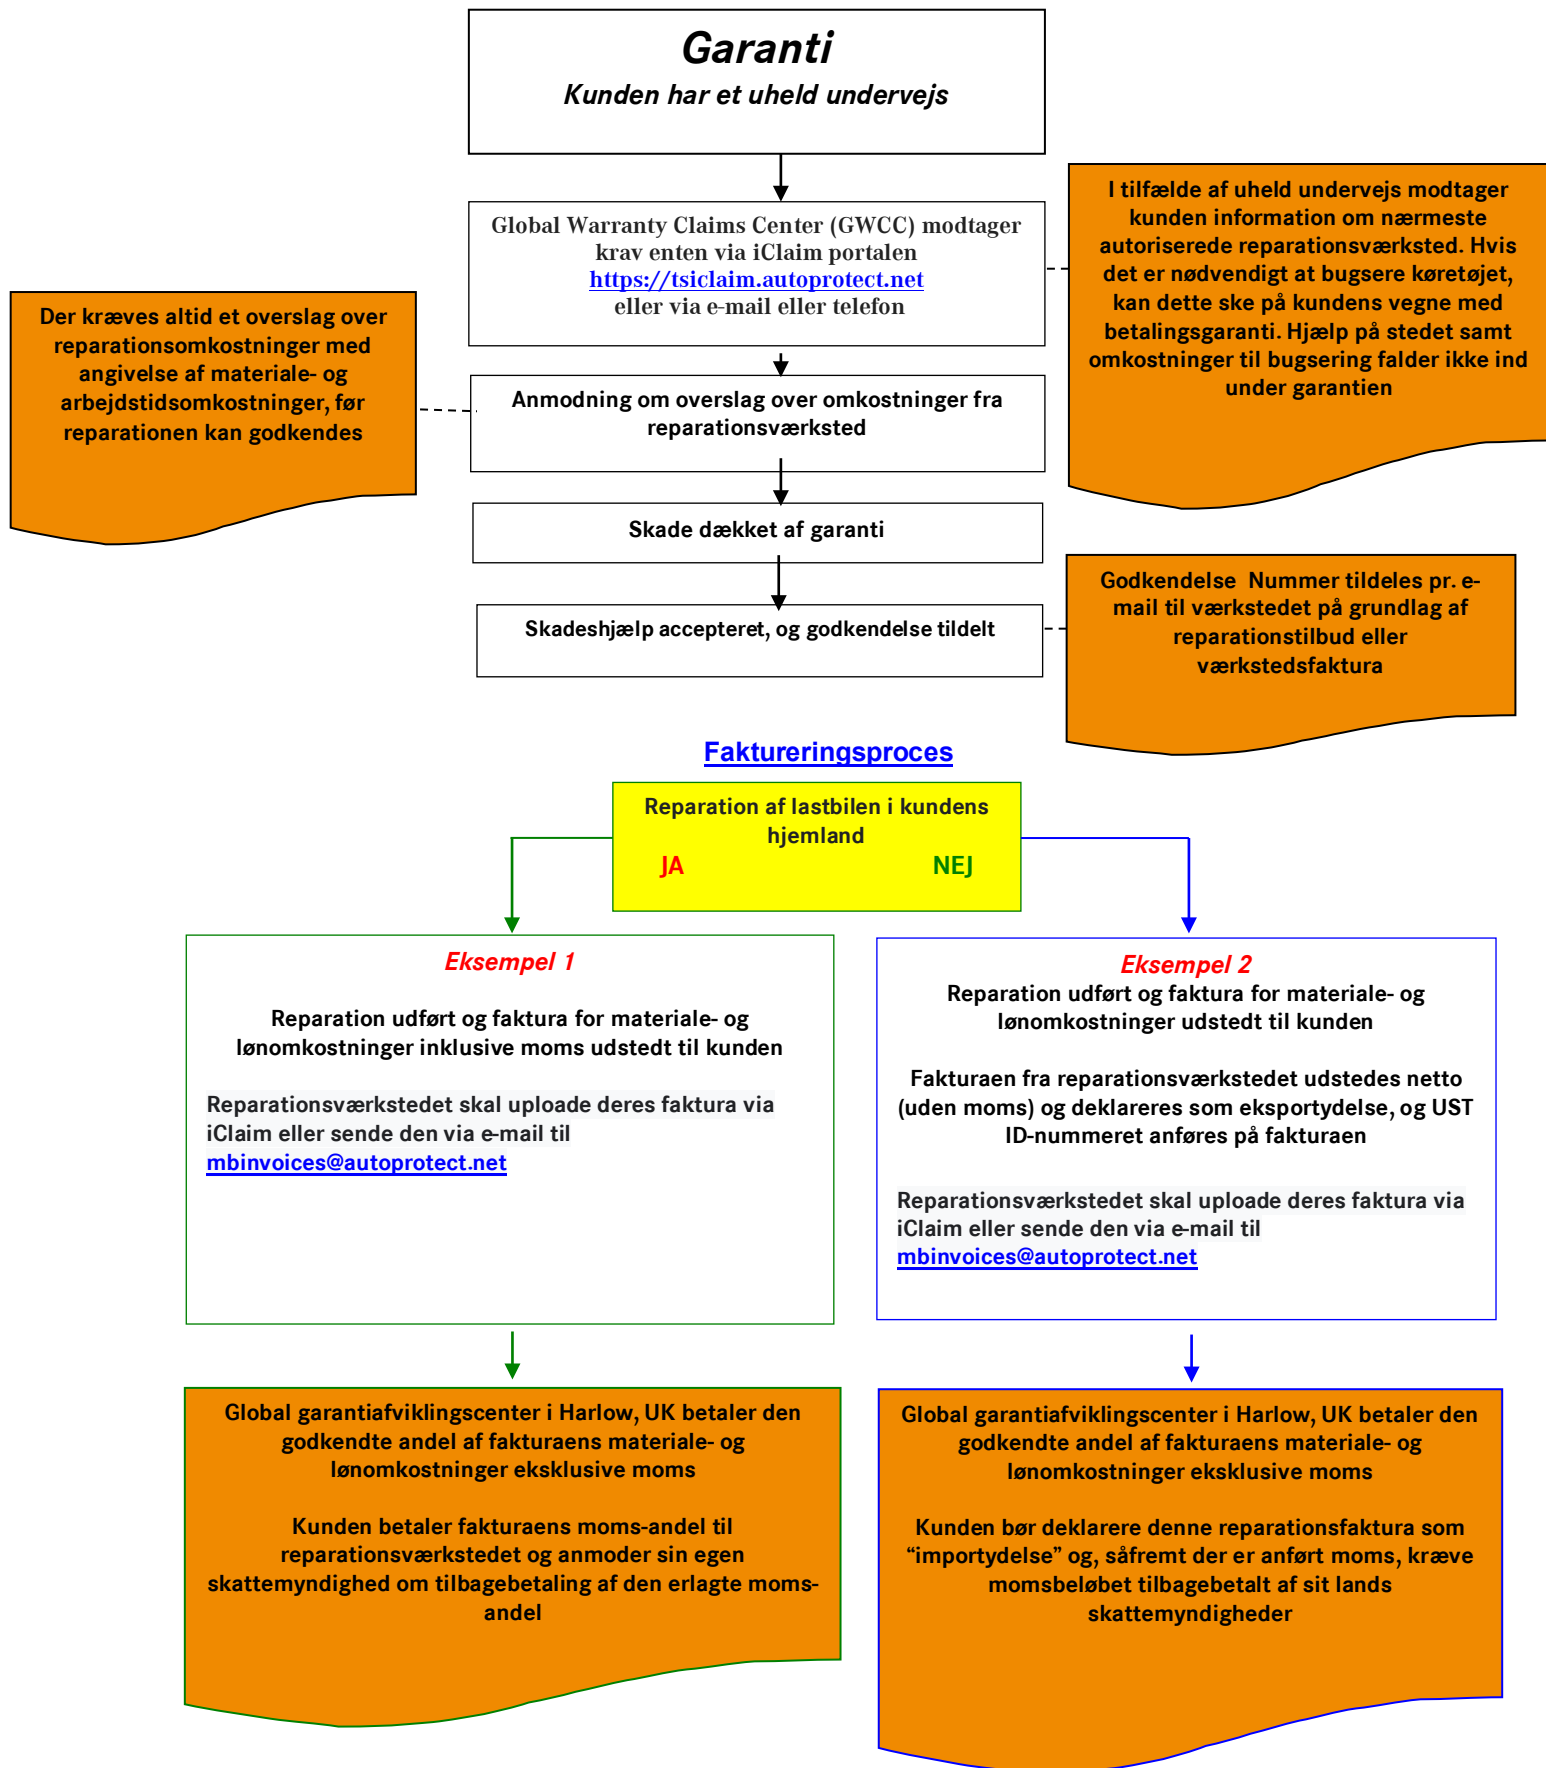 Garanti
Kunden har et uheld undervejs
Global Warranty Claims Center (GWCC) modtager
krav enten via iClaim portalen
https://tsiclaim.autoprotect.net
eller via e-mail eller telefon
I tilfælde af uheld undervejs modtager
kunden information om nærmeste
autoriserede reparationsværksted. Hvis
det er nødvendigt at bugsere køretøjet,
kan dette ske på kundens vegne med
betalingsgaranti. Hjælp på stedet samt
omkostninger til bugsering falder ikke ind
under garantien
Der kræves altid et overslag over
reparationsomkostninger med
angivelse af materiale- og
arbejdstidsomkostninger, før
reparationen kan godkendes
Anmodning om overslag over omkostninger fra
reparationsværksted
Skade dækket af garanti
Skadeshjælp accepteret, og godkendelse tildelt
Godkendelse  Nummer tildeles pr. e-
mail til værkstedet på grundlag af
reparationstilbud eller
værkstedsfaktura
Faktureringsproces
Reparation af lastbilen i kundens
hjemland
JA NEJ
Eksempel 1
Reparation udført og faktura for materiale- og
lønomkostninger inklusive moms udstedt til kunden
Reparationsværkstedet skal uploade deres faktura via
iClaim eller sende den via e-mail til
mbinvoices@autoprotect.net
Eksempel 2
Reparation udført og faktura for materiale- og
lønomkostninger udstedt til kunden
Fakturaen fra reparationsværkstedet udstedes netto
(uden moms) og deklareres som eksportydelse, og UST
ID-nummeret anføres på fakturaen
Reparationsværkstedet skal uploade deres faktura via
iClaim eller sende den via e-mail til
mbinvoices@autoprotect.net
Global garantiafviklingscenter i Harlow, UK betaler den
godkendte andel af fakturaens materiale- og
lønomkostninger eksklusive moms
Kunden betaler fakturaens moms-andel til
reparationsværkstedet og anmoder sin egen
skattemyndighed om tilbagebetaling af den erlagte moms-
andel
Global garantiafviklingscenter i Harlow, UK betaler den
godkendte andel af fakturaens materiale- og
lønomkostninger eksklusive moms
Kunden bør deklarere denne reparationsfaktura som
“importydelse” og, såfremt der er anført moms, kræve
momsbeløbet tilbagebetalt af sit lands
skattemyndigheder